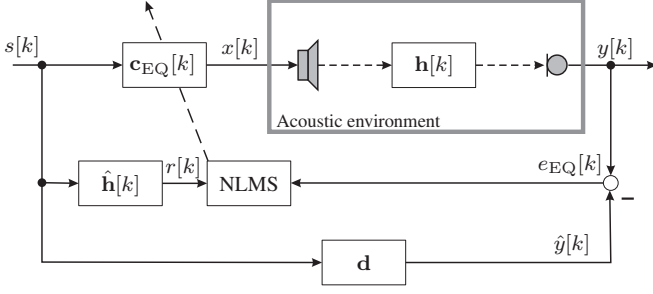 s[k]
c_EQ[k]
x[k]
h[k]
y[k]
Acoustic environment
ĥ[k]
r[k]
NLMS
e_EQ[k]
−
d
ŷ[k]